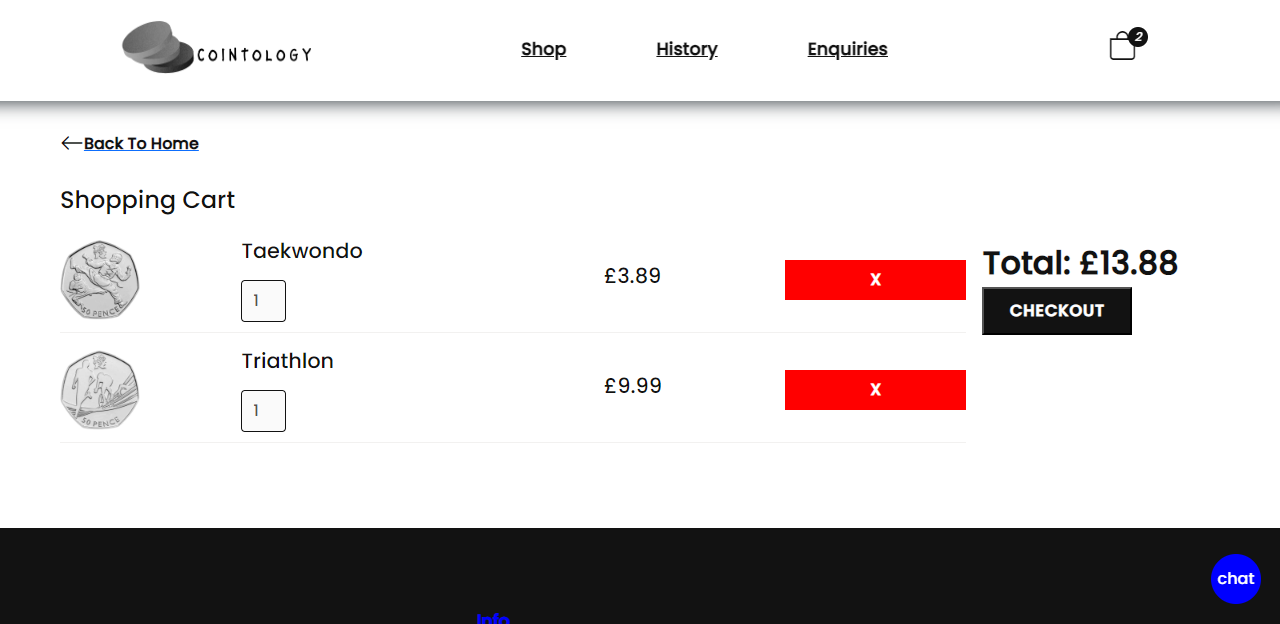 COINTOLOGY
Shop
History
Enquiries
2
Back To Home
Shopping Cart
Taekwondo
1
£3.89
X
Total: £13.88
CHECKOUT
50 PENCE
Triathlon
1
£9.99
X
50 PENCE
chat
Info